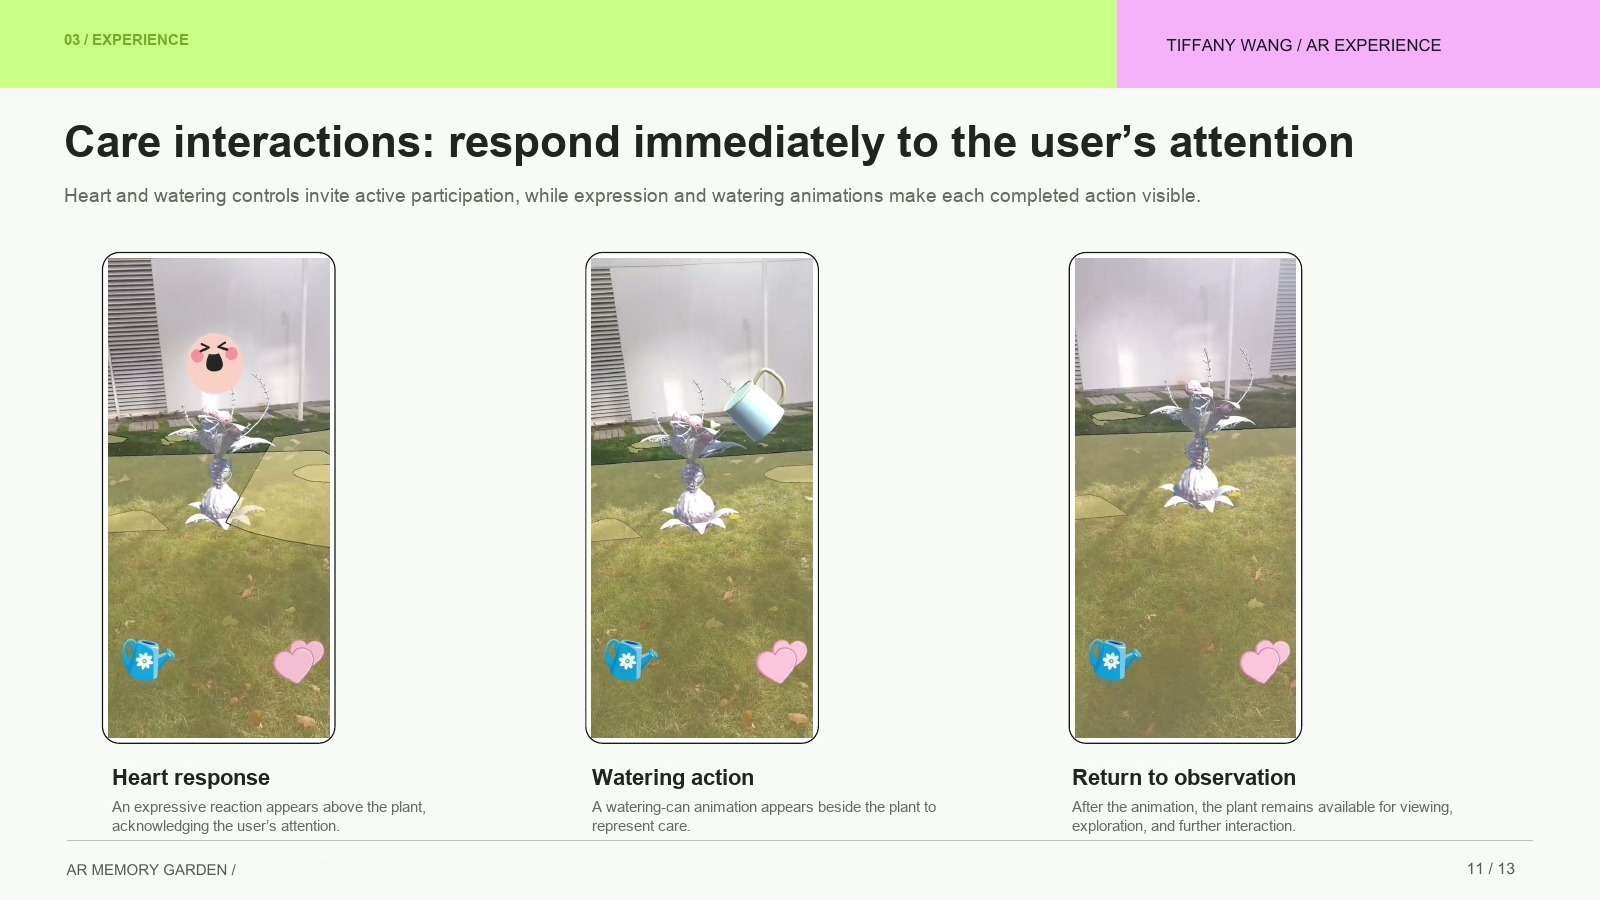 03 / EXPERIENCE
TIFFANY WANG / AR EXPERIENCE
Care interactions: respond immediately to the user’s attention
Heart and watering controls invite active participation, while expression and watering animations make each completed action visible.
Heart response
An expressive reaction appears above the plant,
acknowledging the user’s attention.
Watering action
A watering-can animation appears beside the plant to
represent care.
Return to observation
After the animation, the plant remains available for viewing,
exploration, and further interaction.
AR MEMORY GARDEN /
11 / 13